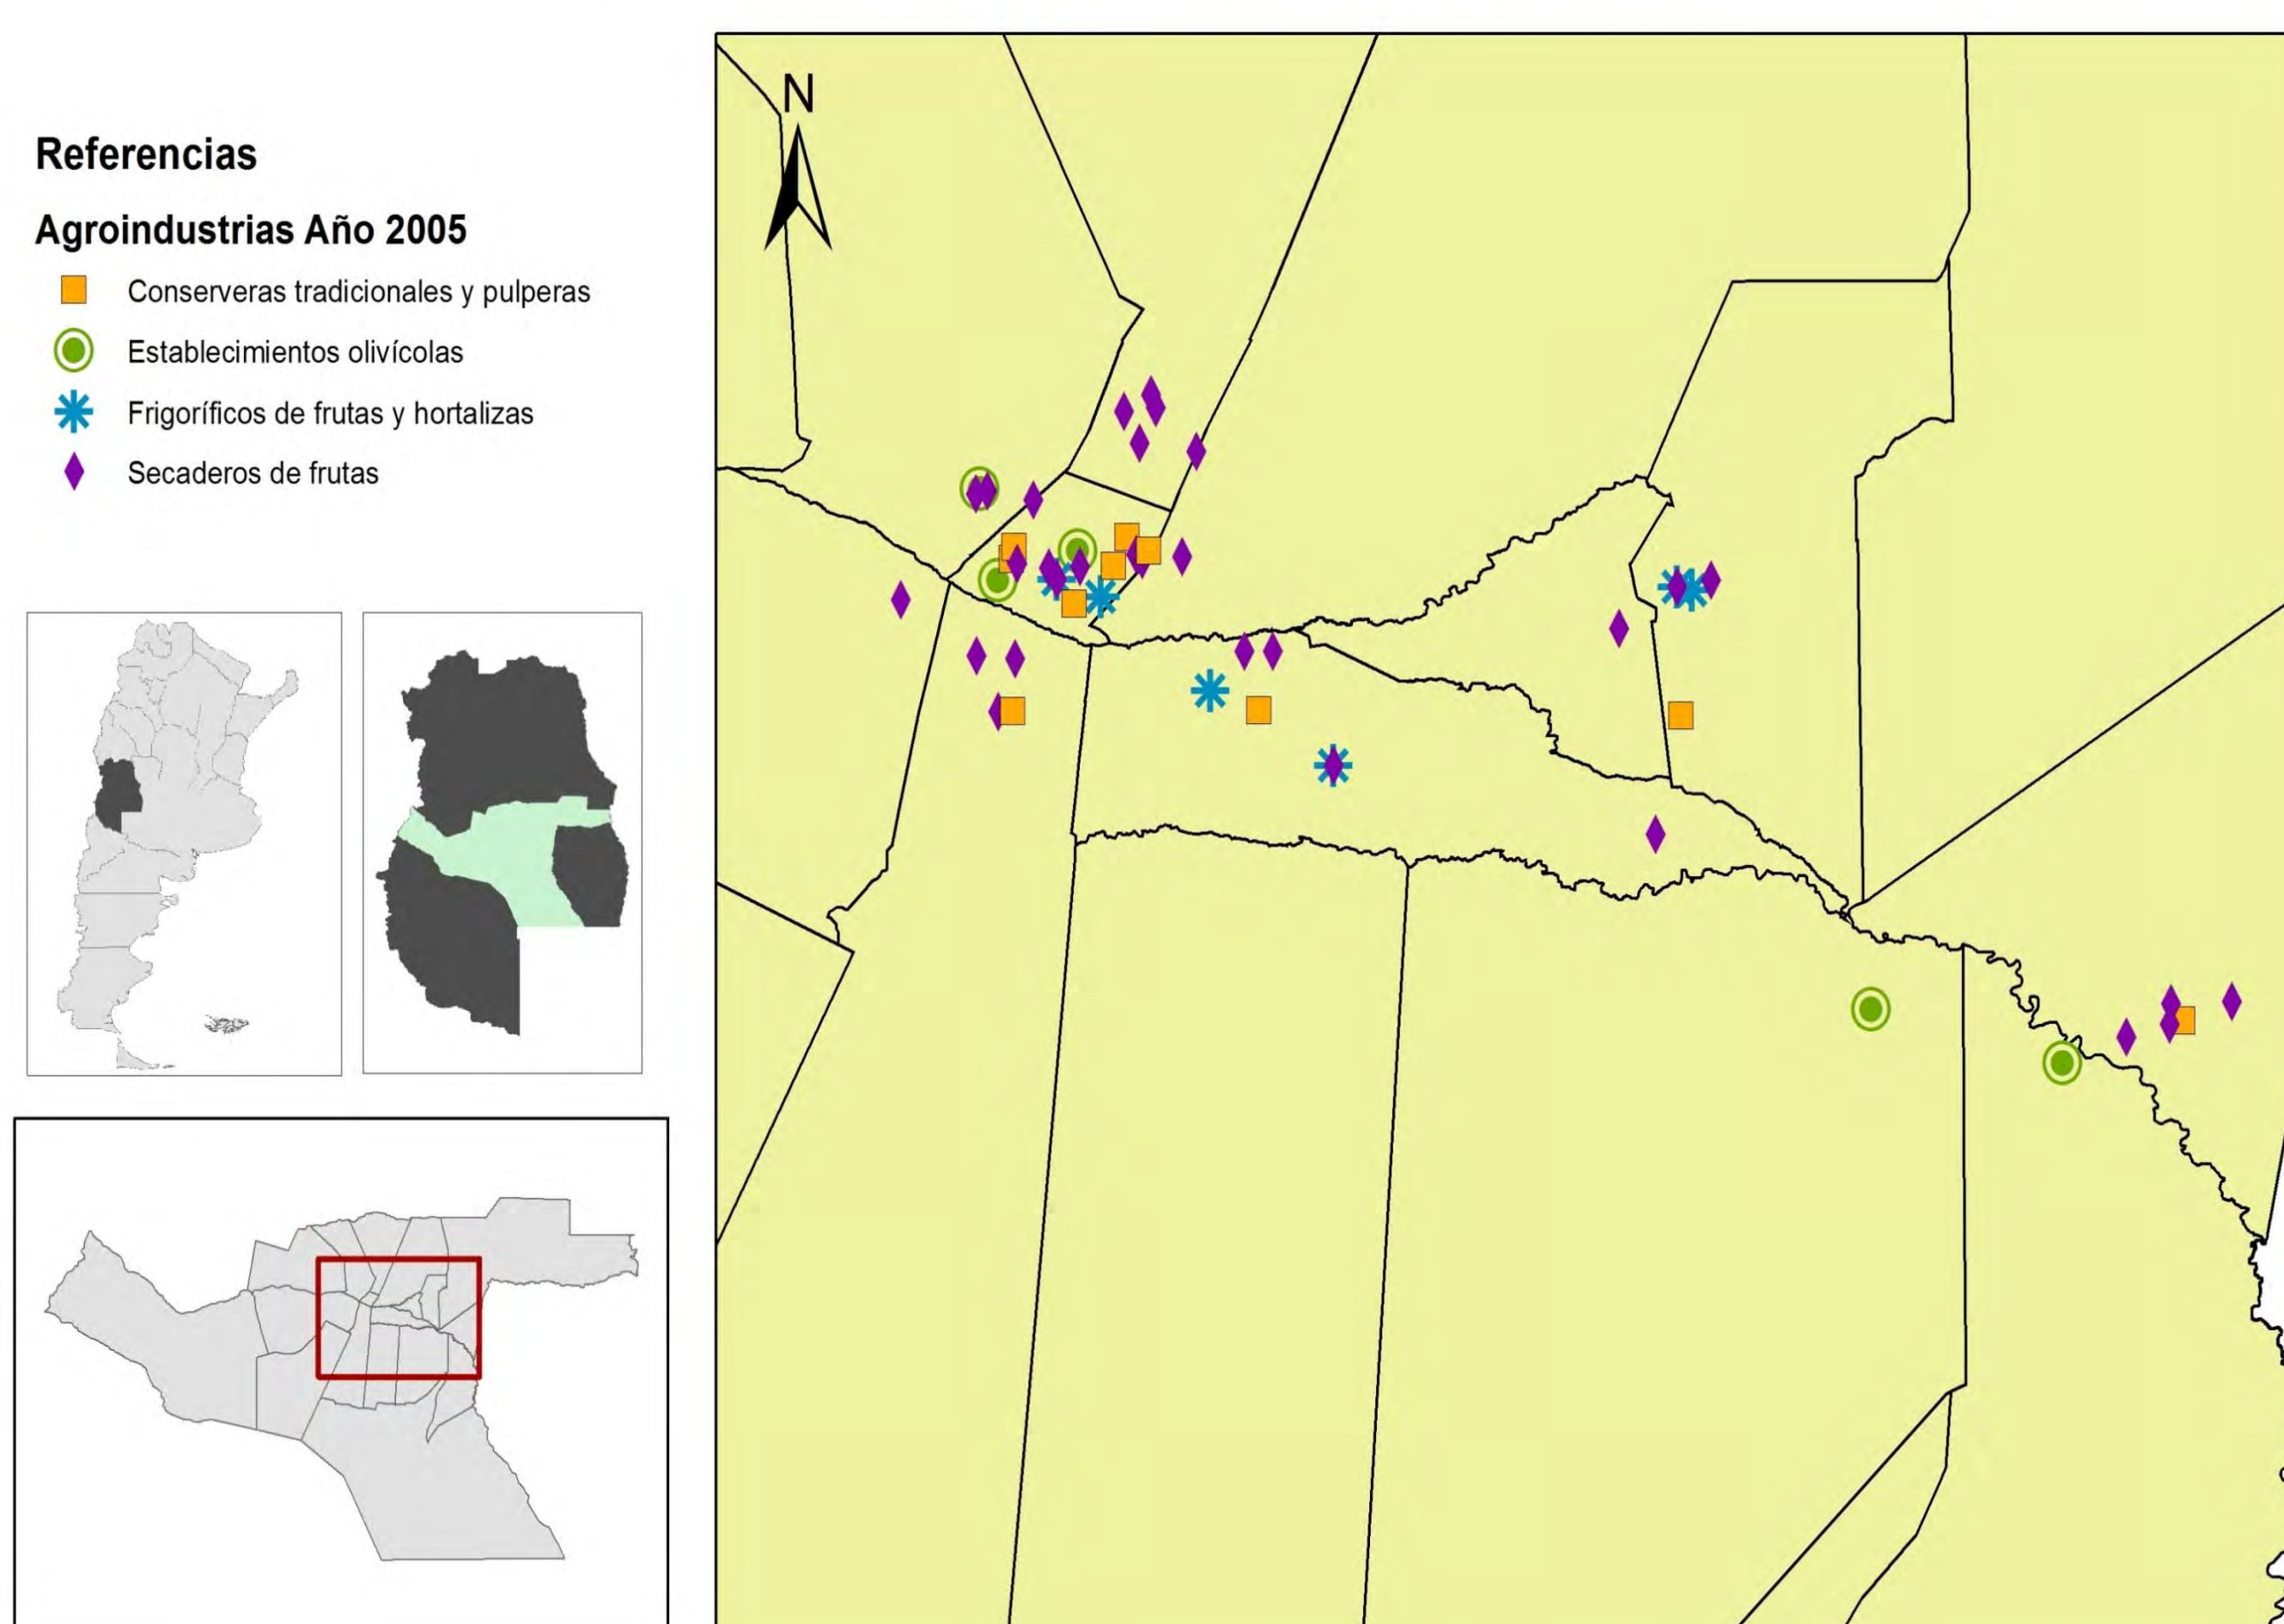 Referencias
Agroindustrias Año 2005
Conserveras tradicionales y pulperas
Establecimientos olivícolas
Frigoríficos de frutas y hortalizas
Secaderos de frutas
N